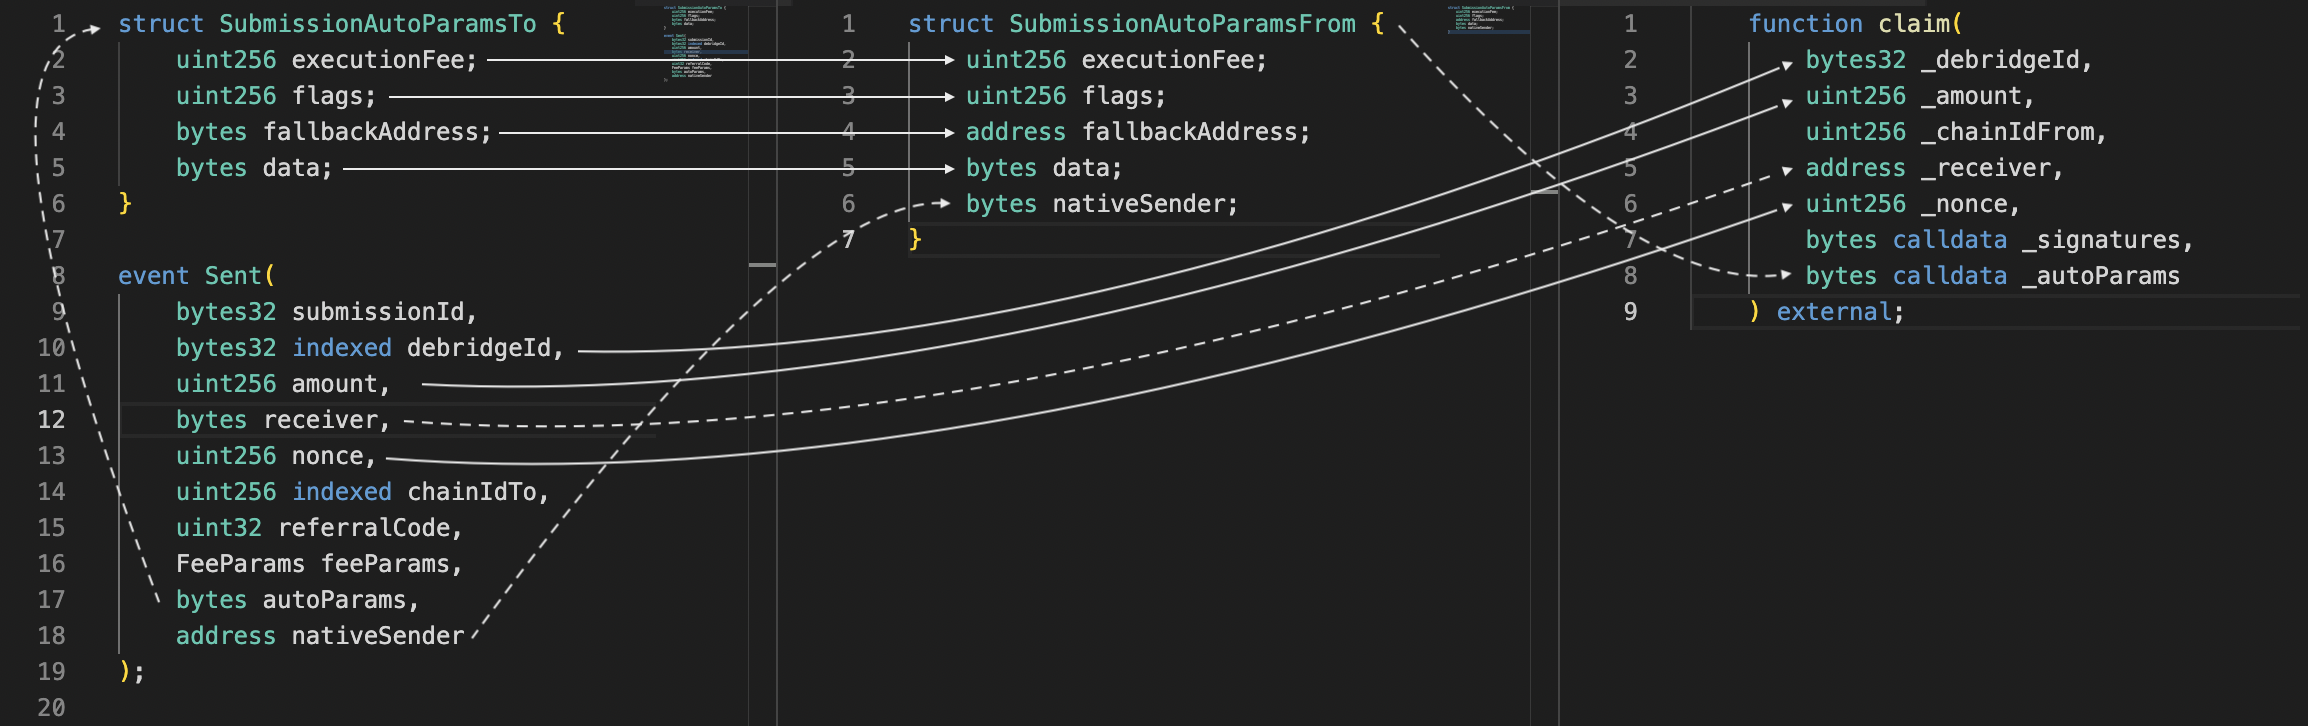 1 struct SubmissionAutoParamsTo {
2 uint256 executionFee;
3 uint256 flags;
4 bytes fallbackAddress;
5 bytes data;
6 }
7
8 event Sent(
9 bytes32 submissionId,
10 bytes32 indexed debridgeId,
11 uint256 amount,
12 bytes receiver,
13 uint256 nonce,
14 uint256 indexed chainIdTo,
15 uint32 referralCode,
16 FeeParams feeParams,
17 bytes autoParams,
18 address nativeSender
19 );
20
1 struct SubmissionAutoParamsFrom {
2 uint256 executionFee;
3 uint256 flags;
4 address fallbackAddress;
5 bytes data;
6 bytes nativeSender;
7 }
1 function claim(
2 bytes32 _debridgeId,
3 uint256 _amount,
4 uint256 _chainIdFrom,
5 address _receiver,
6 uint256 _nonce,
7 bytes calldata _signatures,
8 bytes calldata _autoParams
9 ) external;